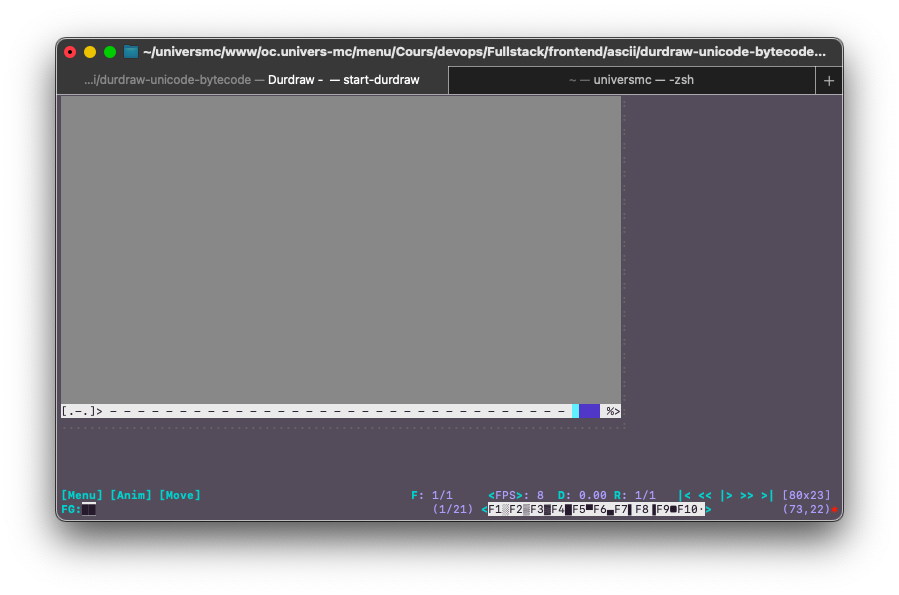 ~/universmc/www/oc.univers-mc/menu/Cours/devops/Fullstack/frontend/ascii/durdraw-unicode-bytecode...
...i/durdraw-unicode-bytecode — Durdraw - — start-durdraw
~ — universmc — -zsh
+
[.-.]> - - - - - - - - - - - - - - - - - - - - - - - - - - - - - - - - - %>
[Menu] [Anim] [Move] F: 1/1 <FPS>: 8 D: 0.00 R: 1/1 |< << |> >> >| [80x23]
FG:██ (1/21) <F1░F2▒F3▓F4█F5▀F6▄F7▌F8▐F9■F10·> (73,22)